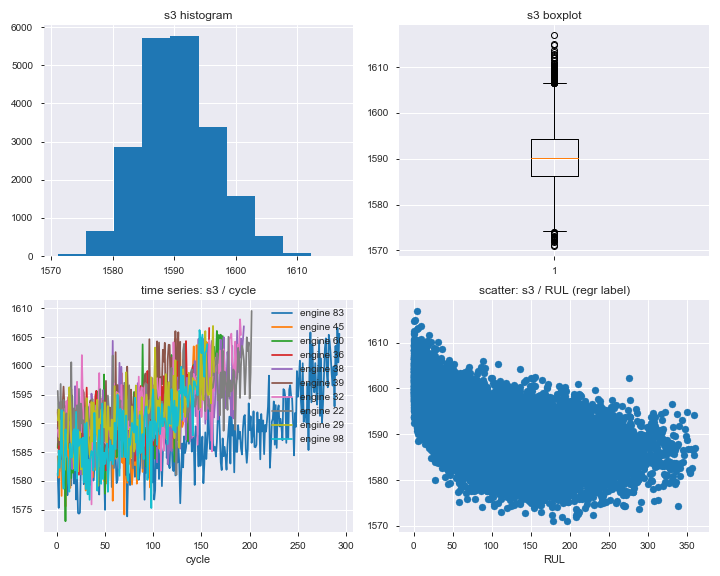 s3 histogram
6000
5000
4000
3000
2000
1000
0
1570 1580 1590 1600 1610
s3 boxplot
1610
1600
1590
1580
1570
1
time series: s3 / cycle
1610
1605
1600
1595
1590
1585
1580
1575
0 50 100 150 200 250 300
cycle
engine 83
engine 45
engine 60
engine 36
engine 38
engine 39
engine 32
engine 22
engine 29
engine 98
scatter: s3 / RUL (regr label)
1610
1600
1590
1580
1570
0 50 100 150 200 250 300 350
RUL